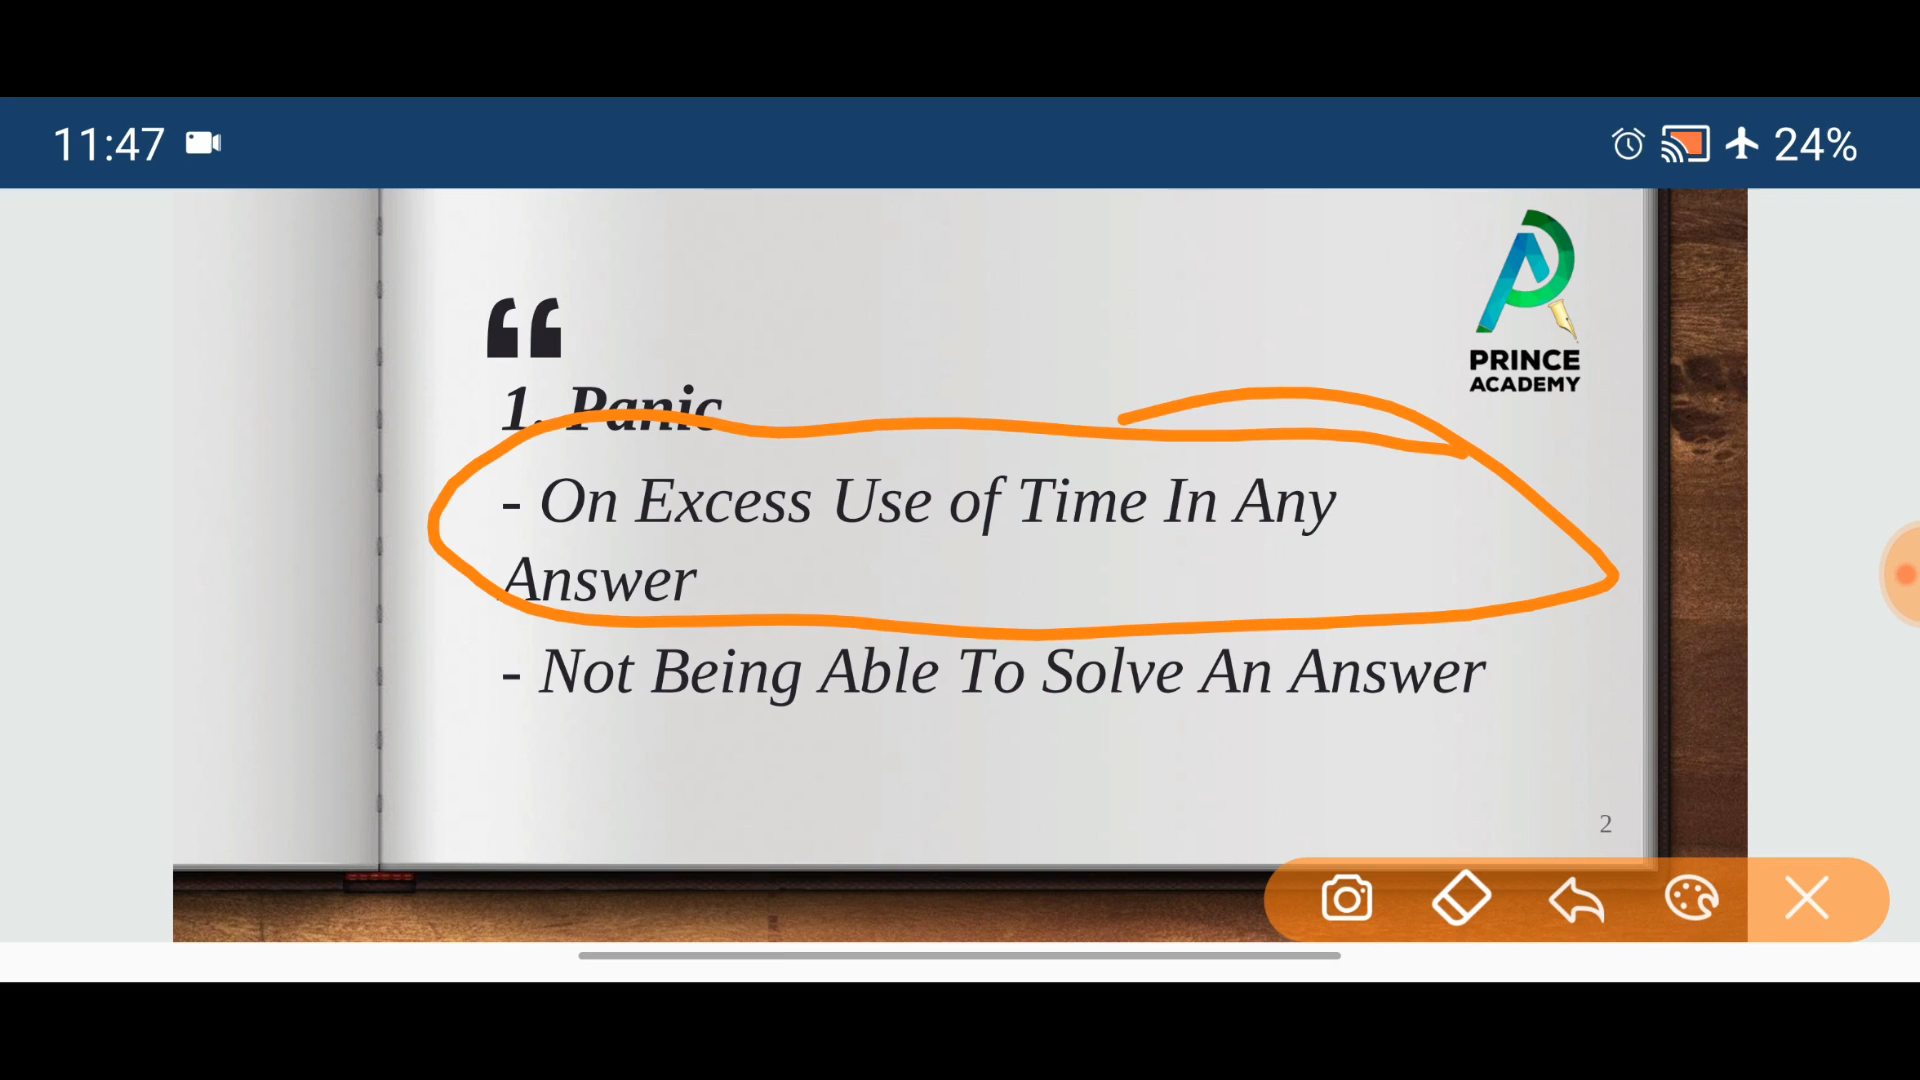 11:47
24%
PRINCE
ACADEMY
“
1. Panic
- On Excess Use of Time In Any
Answer
- Not Being Able To Solve An Answer
2